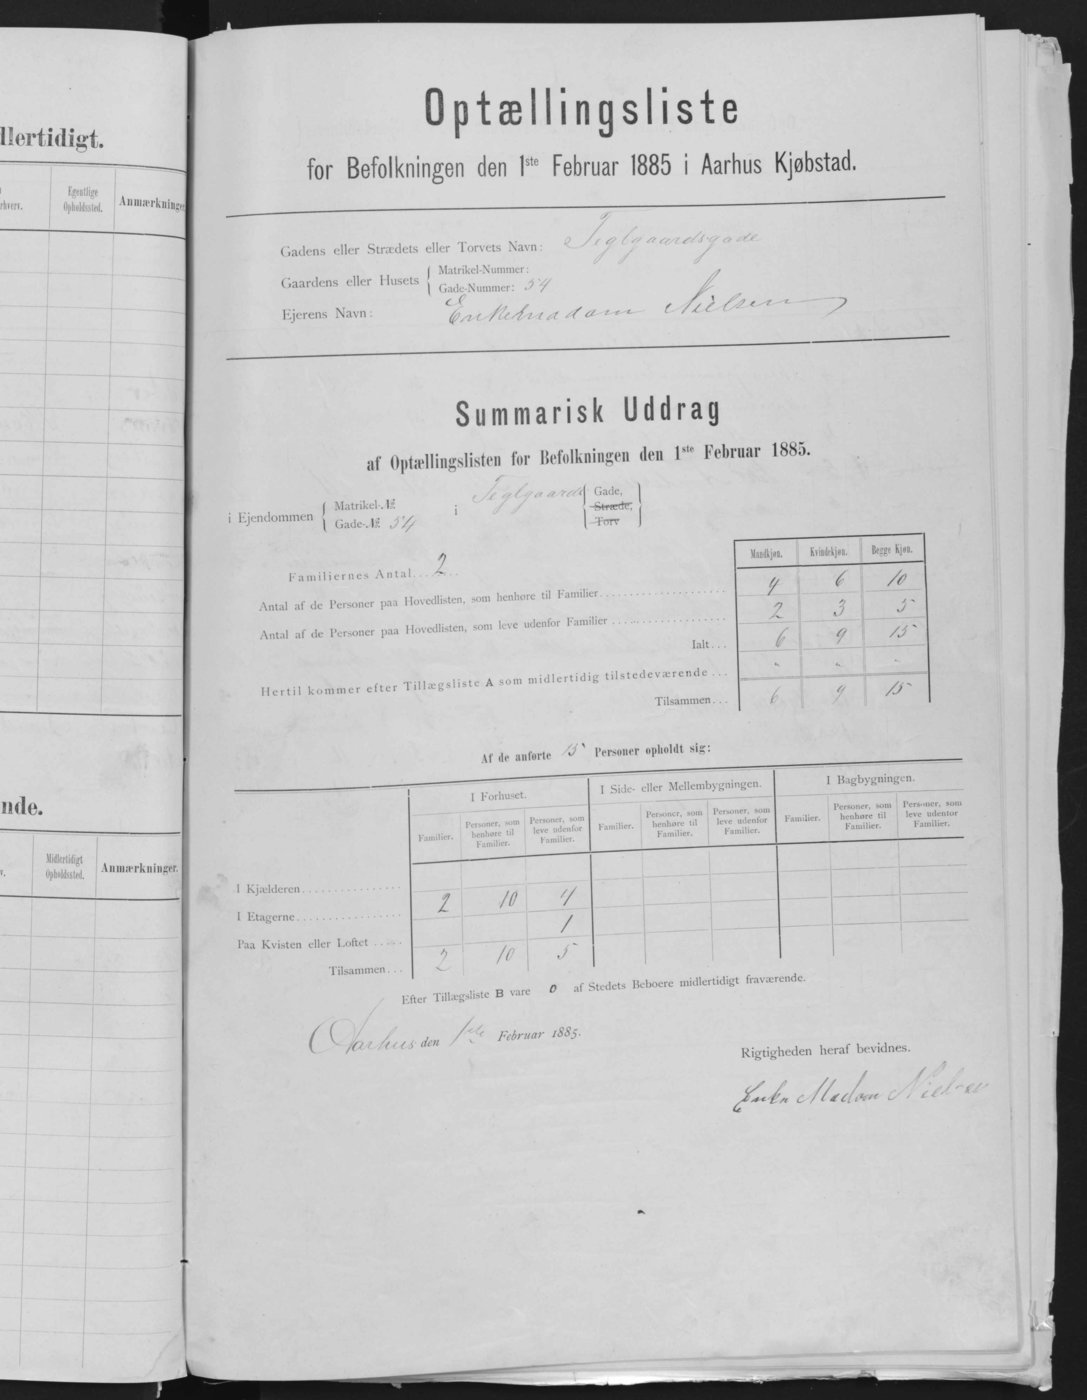 dlertidigt.
rhverv.
Egentlige Opholdssted.
Anmærkninger
nde.
v.
Midlertidigt Opholdssted.
Anmærkninger.
Optællingsliste
for Befolkningen den 1ste Februar 1885 i Aarhus Kjøbstad.
Gadens eller Strædets eller Torvets Navn: Teglgaardsgade
Gaardens eller Husets
Matrikel-Nummer:
Gade-Nummer: 54
Ejerens Navn: Enkemadam Nielsen
Summarisk Uddrag
af Optællingslisten for Befolkningen den 1ste Februar 1885.
i Ejendommen
Matrikel-№
Gade-№ 54
i Teglgaards
Gade,
Stræde,
Torv
Mandkjøn. Kvindekjøn. Begge Kjøn.
Familiernes Antal... 2 ..
Antal af de Personer paa Hovedlisten, som henhøre til Familier 4 6 10
Antal af de Personer paa Hovedlisten, som leve udenfor Familier 2 3 5
Ialt... 6 9 15
Hertil kommer efter Tillægsliste A som midlertidig tilstedeværende ... " " "
Tilsammen... 6 9 15
Af de anførte 15 Personer opholdt sig:
I Forhuset. I Side- eller Mellembygningen. I Bagbygningen.
Familier. Personer, som henhøre til Familier. Personer, som leve udenfor Familier. Familier. Personer, som henhøre til Familier. Personer, som leve udenfor Familier. Familier. Personer, som henhøre til Familier. Personer, som leve udenfor Familier.
I Kjælderen
I Etagerne 2 10 4
Paa Kvisten eller Loftet 1
Tilsammen... 2 10 5
Efter Tillægsliste B vare 0 af Stedets Beboere midlertidigt fraværende.
Aarhus den 1ste Februar 1885.
Rigtigheden heraf bevidnes.
Enke Madam Nielsen